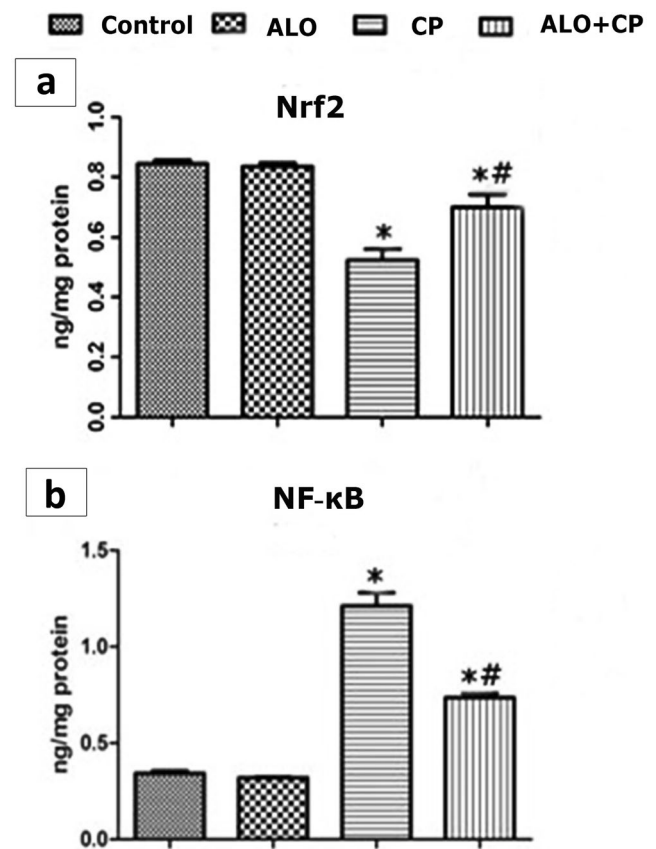 Control ALO CP ALO+CP
a
Nrf2
1.0
0.8
0.6
0.4
0.2
0.0
ng/mg protein
*
*#
b
NF-κB
1.5
1.0
0.5
0.0
ng/mg protein
*
*#